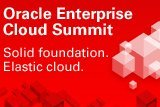 Oracle Enterprise
Cloud Summit
Solid foundation.
Elastic cloud.